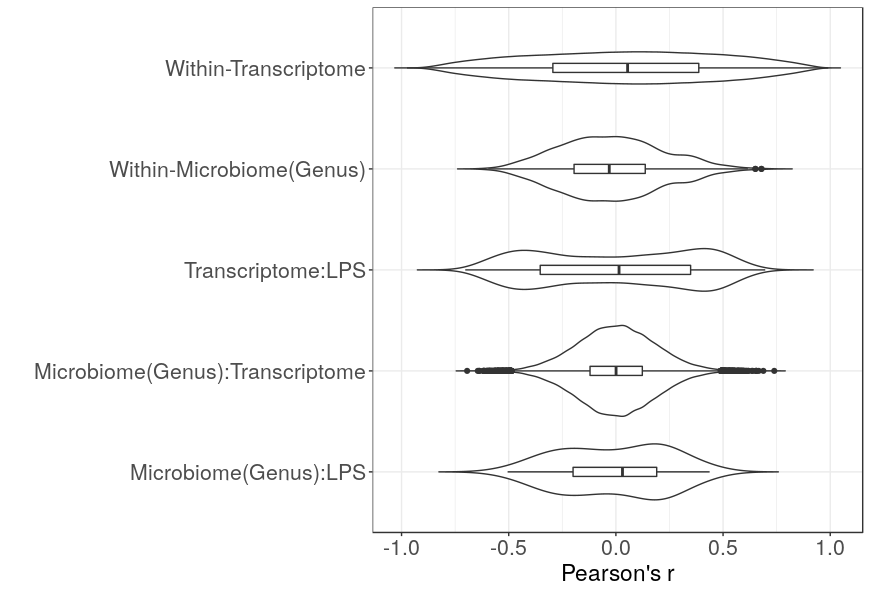 Within-Transcriptome
Within-Microbiome(Genus)
Transcriptome:LPS
Microbiome(Genus):Transcriptome
Microbiome(Genus):LPS
-1.0 -0.5 0.0 0.5 1.0
Pearson's r